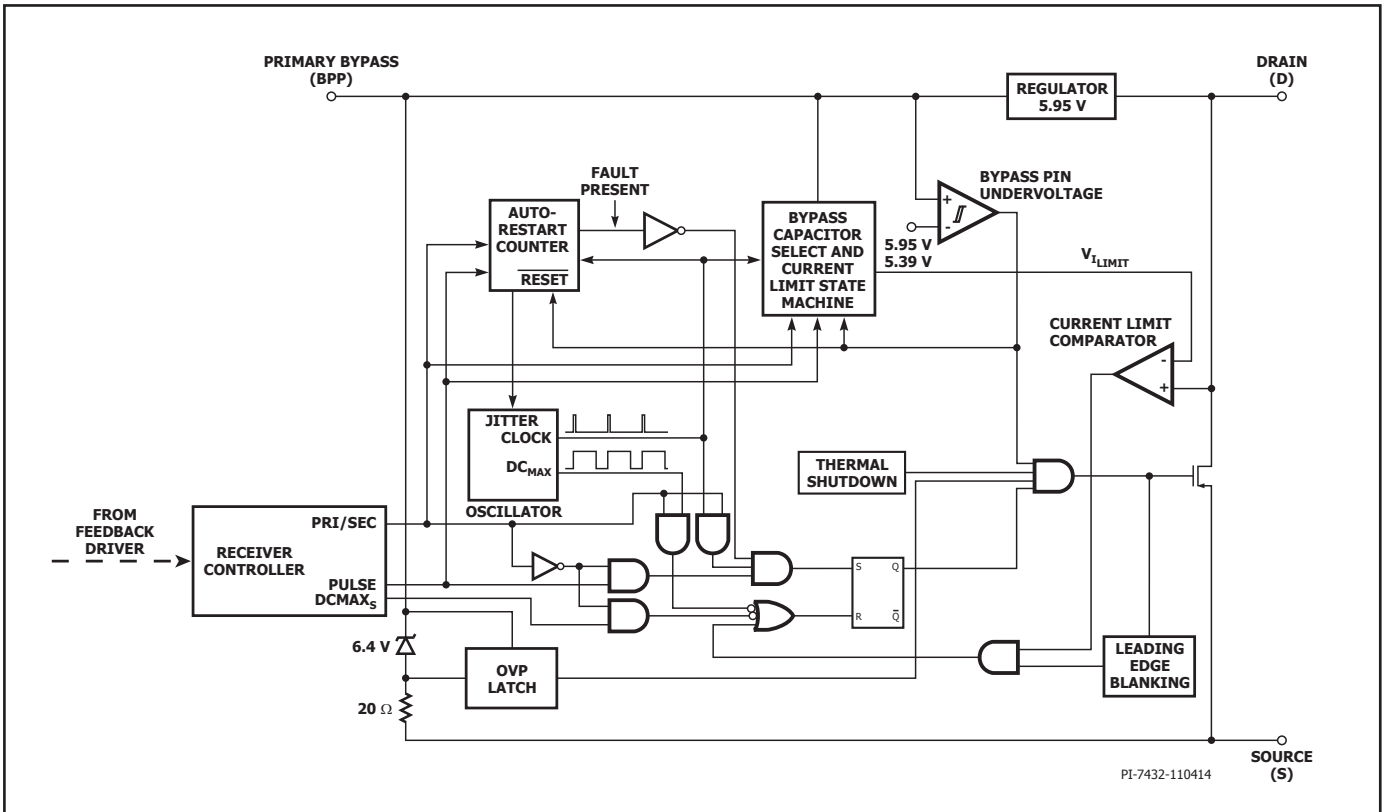 PRIMARY BYPASS
(BPP)
DRAIN
(D)
REGULATOR
5.95 V
FAULT
PRESENT
BYPASS PIN
UNDERVOLTAGE
+
-
5.95 V
5.39 V
AUTO-
RESTART
COUNTER
RESET
BYPASS
CAPACITOR
SELECT AND
CURRENT
LIMIT STATE
MACHINE
VILIMIT
CURRENT LIMIT
COMPARATOR
-
+
JITTER
CLOCK
DCMAX
OSCILLATOR
THERMAL
SHUTDOWN
FROM
FEEDBACK
DRIVER
PRI/SEC
RECEIVER
CONTROLLER
PULSE
DCMAXS
S Q
R Q̅
6.4 V
OVP
LATCH
20 Ω
LEADING
EDGE
BLANKING
SOURCE
(S)
PI-7432-110414